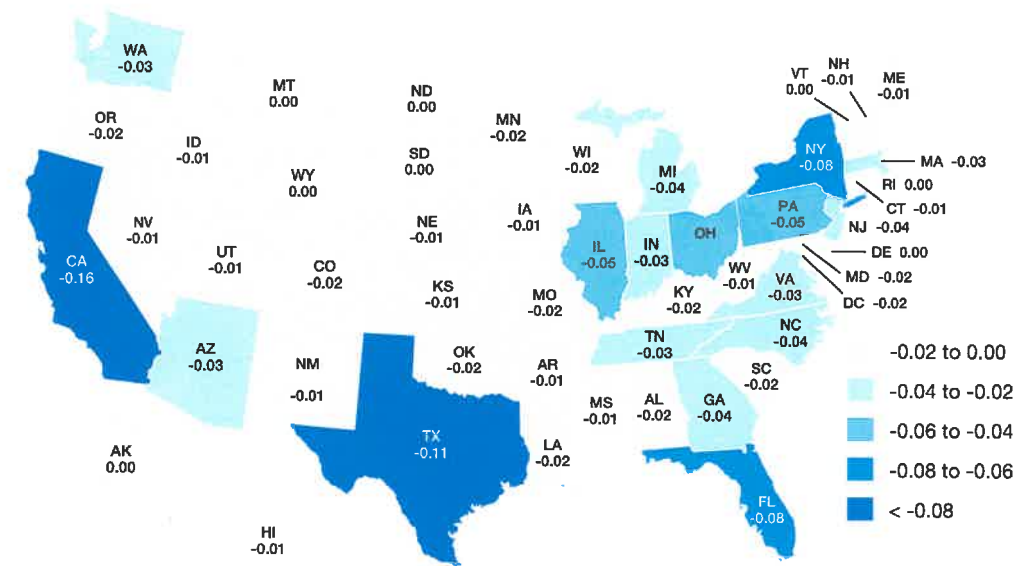 WA
-0.03
MT
0.00
ND
0.00
MN
-0.02
VT
0.00
NH
-0.01
ME
-0.01
OR
-0.02
ID
-0.01
WY
0.00
SD
0.00
WI
-0.02
MI
-0.04
NY
-0.08
MA -0.03
RI 0.00
CT -0.01
NJ -0.04
DE 0.00
MD -0.02
DC -0.02
PA
-0.05
OH
IN
-0.03
IL
-0.05
IA
-0.01
NE
-0.01
NV
-0.01
UT
-0.01
CA
-0.16
CO
-0.02
KS
-0.01
MO
-0.02
KY
-0.02
WV
-0.01
VA
-0.03
NC
-0.04
TN
-0.03
SC
-0.02
GA
-0.04
AL
-0.02
MS
-0.01
AR
-0.01
LA
-0.02
OK
-0.02
NM
-0.01
AZ
-0.03
TX
-0.11
FL
-0.08
AK
0.00
HI
-0.01
-0.02 to 0.00
-0.04 to -0.02
-0.06 to -0.04
-0.08 to -0.06
< -0.08